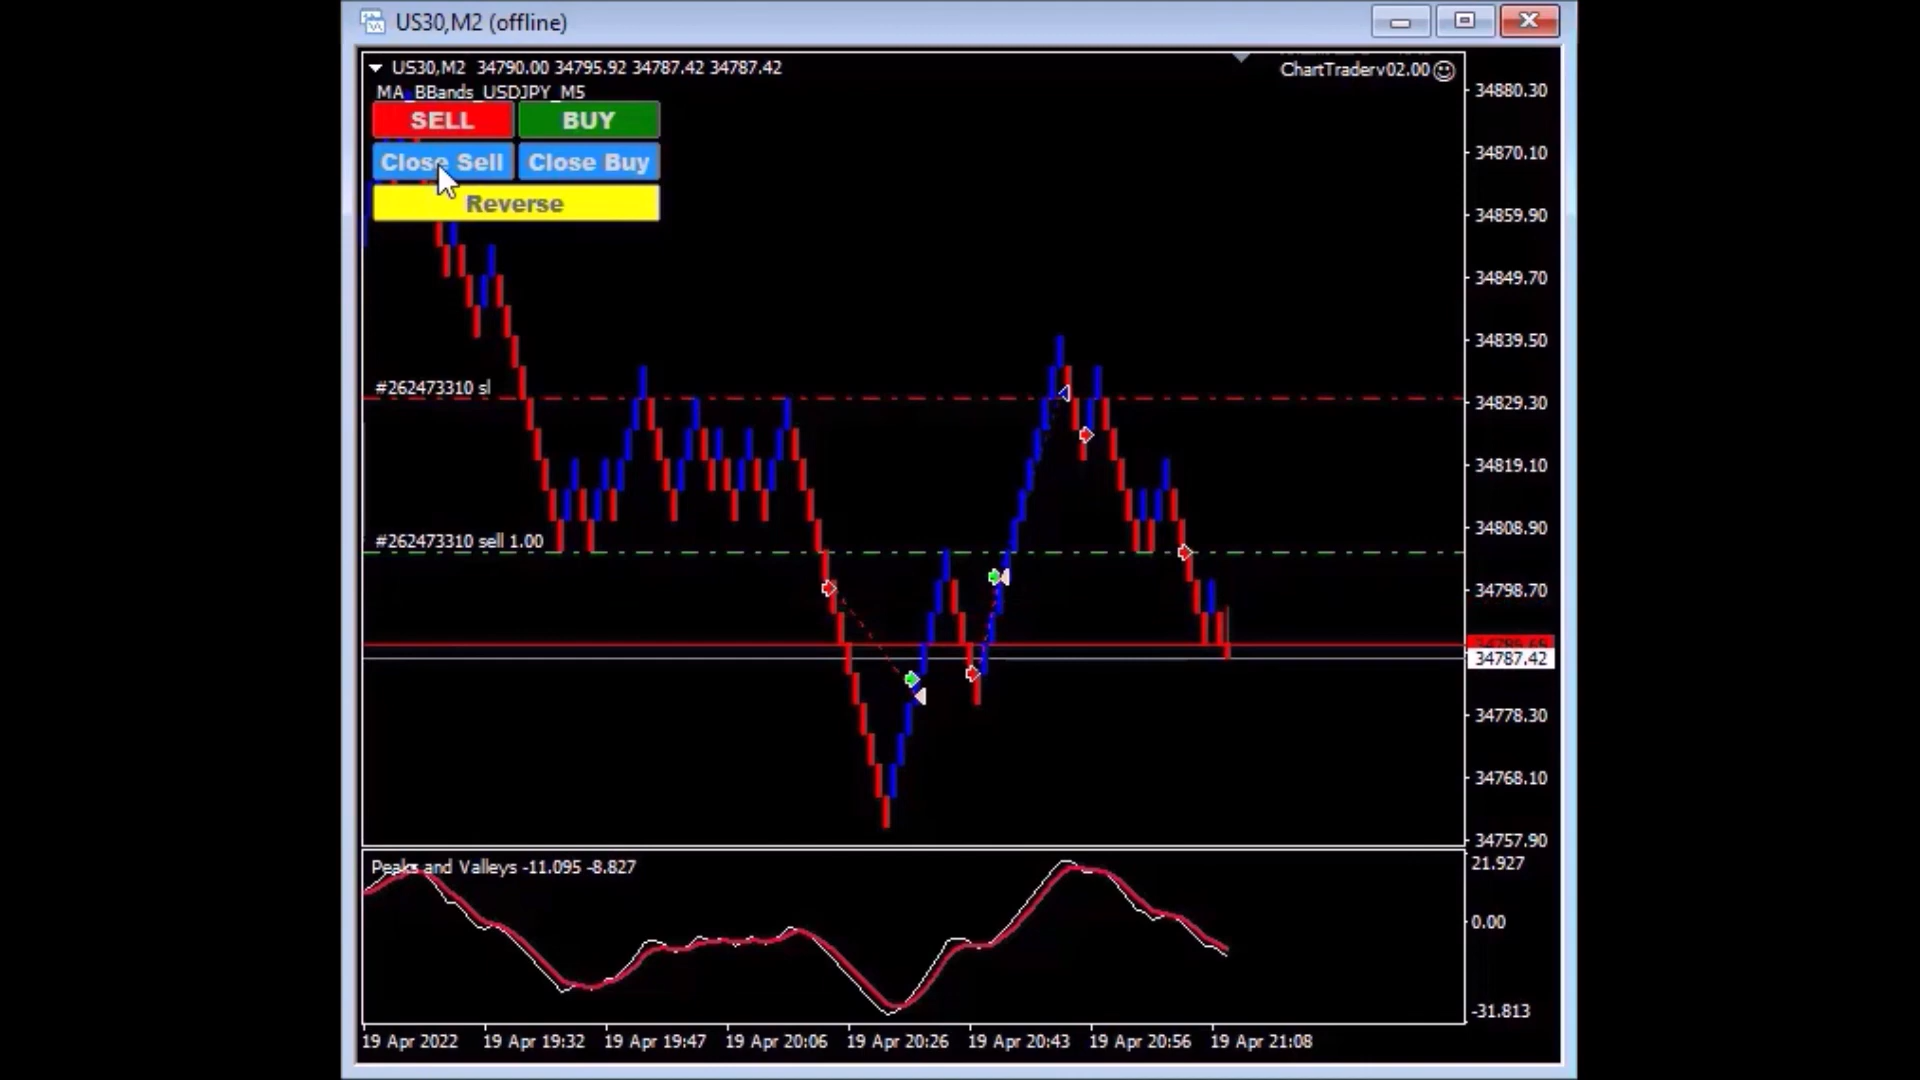 US30,M2 (offline)
US30,M2 34790.00 34795.92 34787.42 34787.42
ChartTraderv02.00
MA_BBands_USDJPY_M5
SELL
BUY
Close Sell
Close Buy
Reverse
34880.30
34870.10
34859.90
34849.70
34839.50
#262473310 sl
34829.30
34819.10
34808.90
#262473310 sell 1.00
34798.70
34787.42
34778.30
34768.10
34757.90
Peaks and Valleys -11.095 -8.827
21.927
0.00
-31.813
19 Apr 2022
19 Apr 19:32
19 Apr 19:47
19 Apr 20:06
19 Apr 20:26
19 Apr 20:43
19 Apr 20:56
19 Apr 21:08